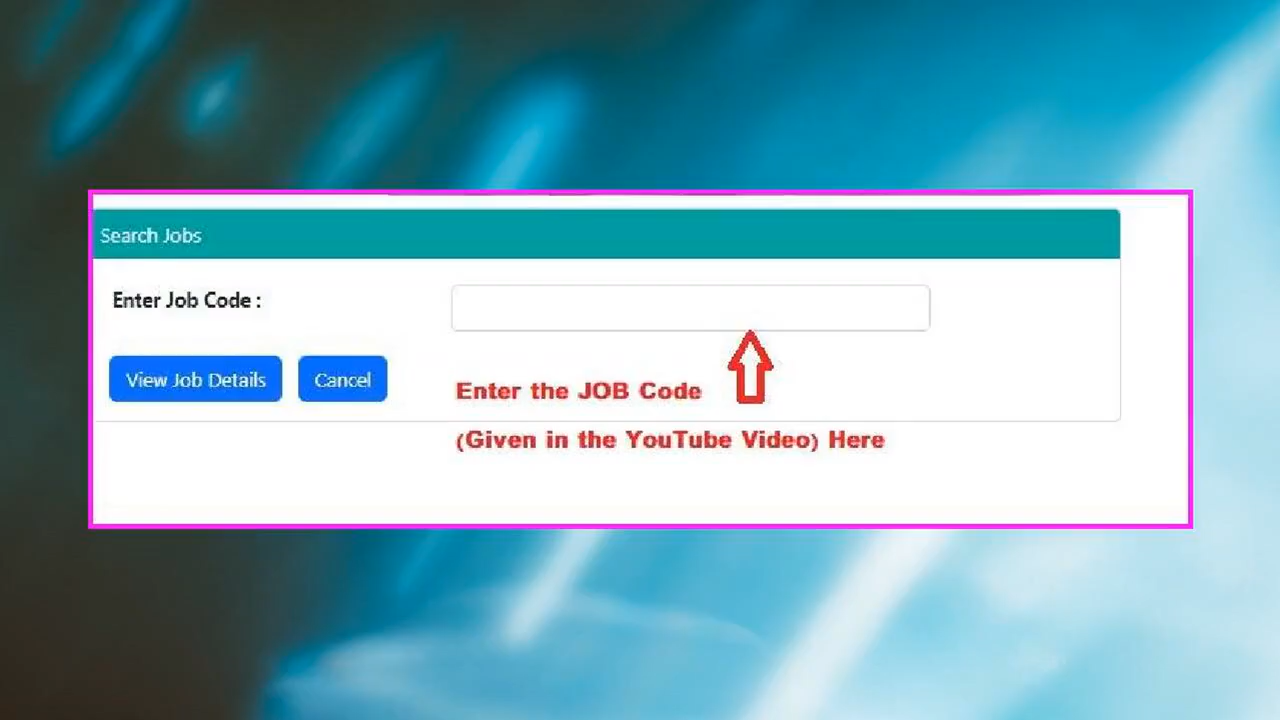 Search Jobs
Enter Job Code :
View Job Details Cancel
Enter the JOB Code
(Given in the YouTube Video) Here